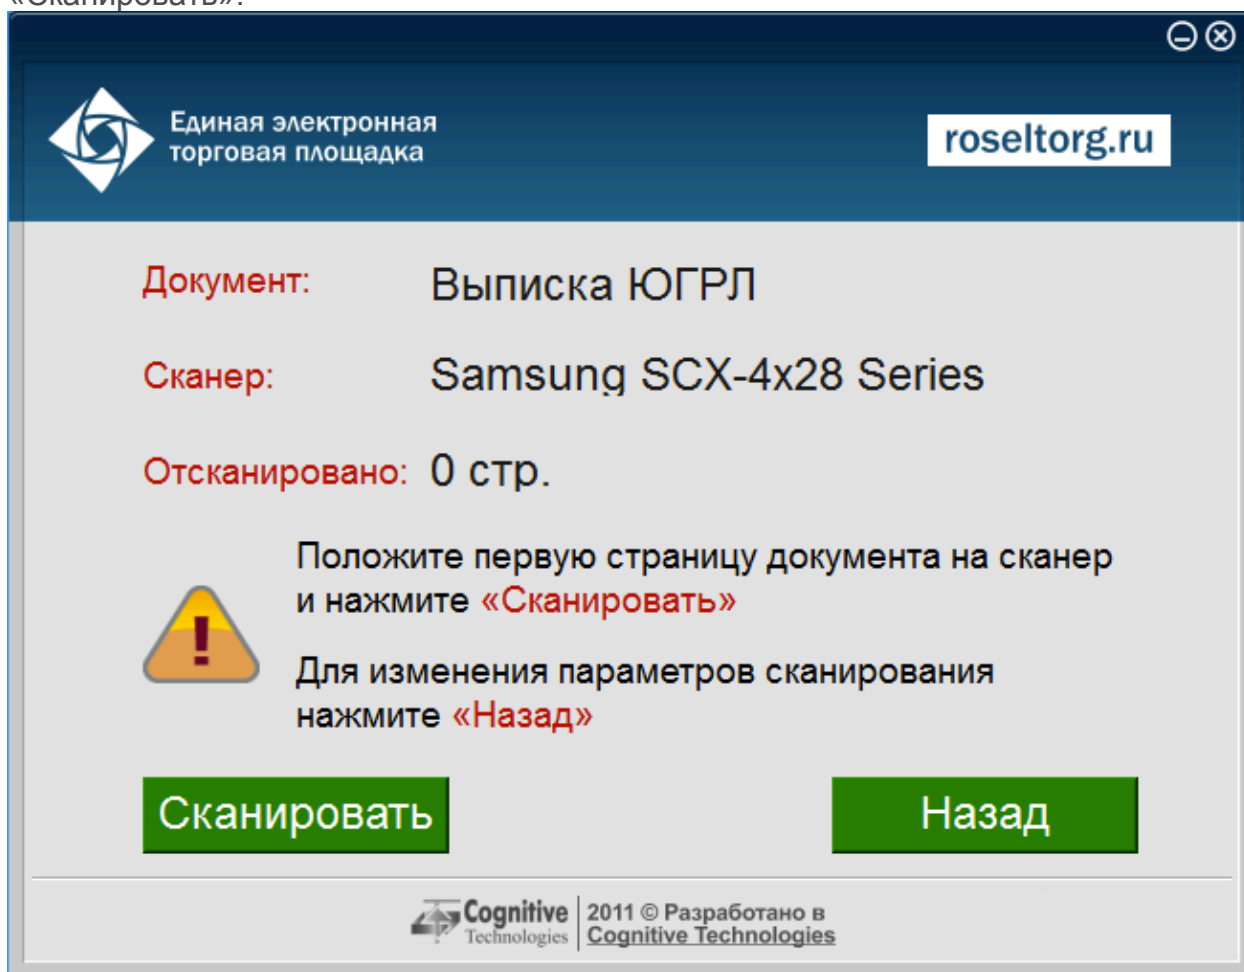 «Сканировать».
Единая электронная
торговая площадка
roseltorg.ru
Документ: Выписка ЮГРЛ
Сканер: Samsung SCX-4x28 Series
Отсканировано: 0 стр.
Положите первую страницу документа на сканер
и нажмите «Сканировать»
Для изменения параметров сканирования
нажмите «Назад»
Сканировать
Назад
Cognitive
Technologies
2011 © Разработано в
Cognitive Technologies